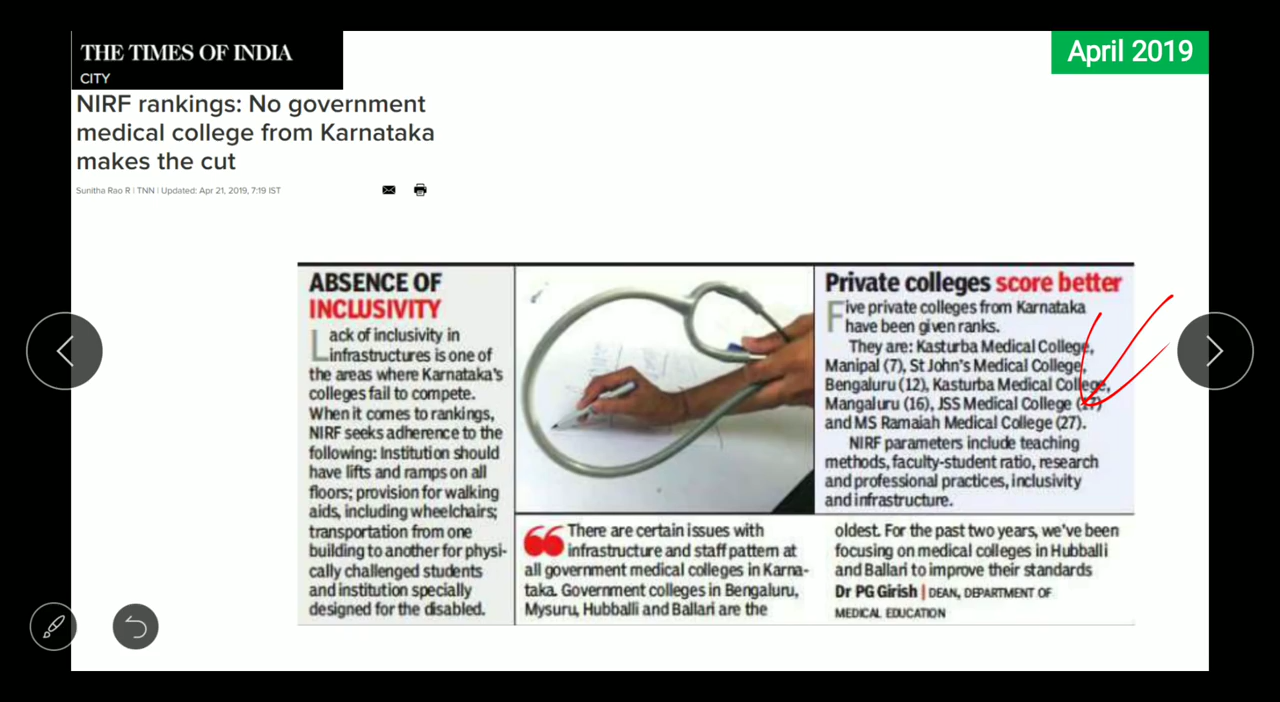 THE TIMES OF INDIA
CITY
April 2019
NIRF rankings: No government
medical college from Karnataka
makes the cut
Sunitha Rao R | TNN | Updated: Apr 21, 2019, 7:19 IST
ABSENCE OF
INCLUSIVITY
Lack of inclusivity in
infrastructures is one of
the areas where Karnataka's
colleges fail to compete.
When it comes to rankings,
NIRF seeks adherence to the
following: Institution should
have lifts and ramps on all
floors; provision for walking
aids, including wheelchairs;
transportation from one
building to another for physi-
cally challenged students
and institution specially
designed for the disabled.
Private colleges score better
Five private colleges from Karnataka
have been given ranks.
They are: Kasturba Medical College,
Manipal (7), St John's Medical College,
Bengaluru (12), Kasturba Medical College,
Mangaluru (16), JSS Medical College (17)
and MS Ramaiah Medical College (27).
NIRF parameters include teaching
methods, faculty-student ratio, research
and professional practices, inclusivity
and infrastructure.
There are certain issues with
infrastructure and staff pattern at
all government medical colleges in Karna-
taka. Government colleges in Bengaluru,
Mysuru, Hubballi and Ballari are the
oldest. For the past two years, we've been
focusing on medical colleges in Hubballi
and Ballari to improve their standards
Dr PG Girish | DEAN, DEPARTMENT OF
MEDICAL EDUCATION